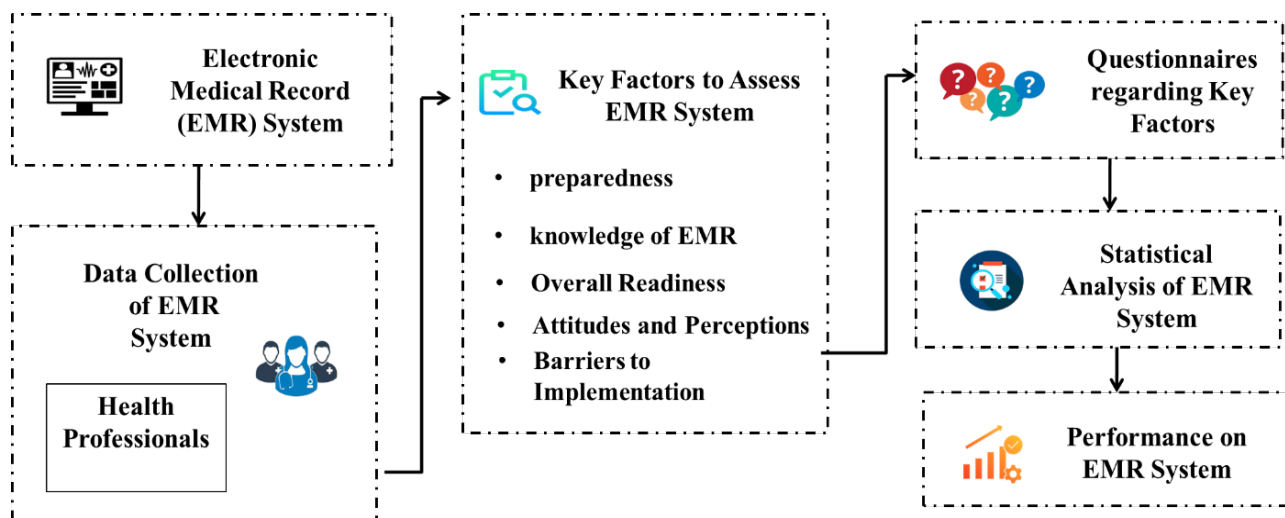 Electronic
Medical Record
(EMR) System
Data Collection
of EMR
System
Health
Professionals
Key Factors to Assess
EMR System
• preparedness
• knowledge of EMR
• Overall Readiness
• Attitudes and Perceptions
• Barriers to
Implementation
? ? ? ? ?
Questionnaires
regarding Key
Factors
Statistical
Analysis of EMR
System
Performance on
EMR System